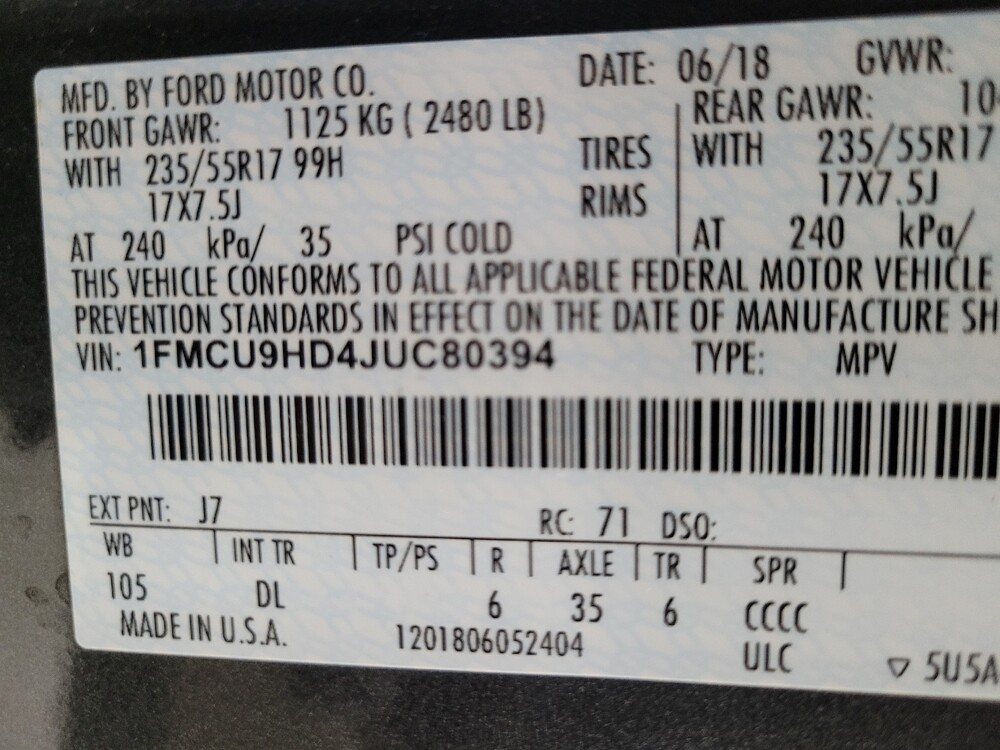 MFD. BY FORD MOTOR CO. DATE: 06/18 GVWR:
FRONT GAWR: 1125 KG ( 2480 LB) REAR GAWR: 10
WITH 235/55R17 99H TIRES WITH 235/55R17
17X7.5J RIMS 17X7.5J
AT 240 kPa/ 35 PSI COLD AT 240 kPa/
THIS VEHICLE CONFORMS TO ALL APPLICABLE FEDERAL MOTOR VEHICLE
PREVENTION STANDARDS IN EFFECT ON THE DATE OF MANUFACTURE SH
VIN: 1FMCU9HD4JUC80394 TYPE: MPV
EXT PNT: J7 RC: 71 DSO:
WB INT TR TP/PS R AXLE TR SPR
105 DL 6 35 6 CCCC
MADE IN U.S.A. 1201806052404 ULC ▽ 5U5A